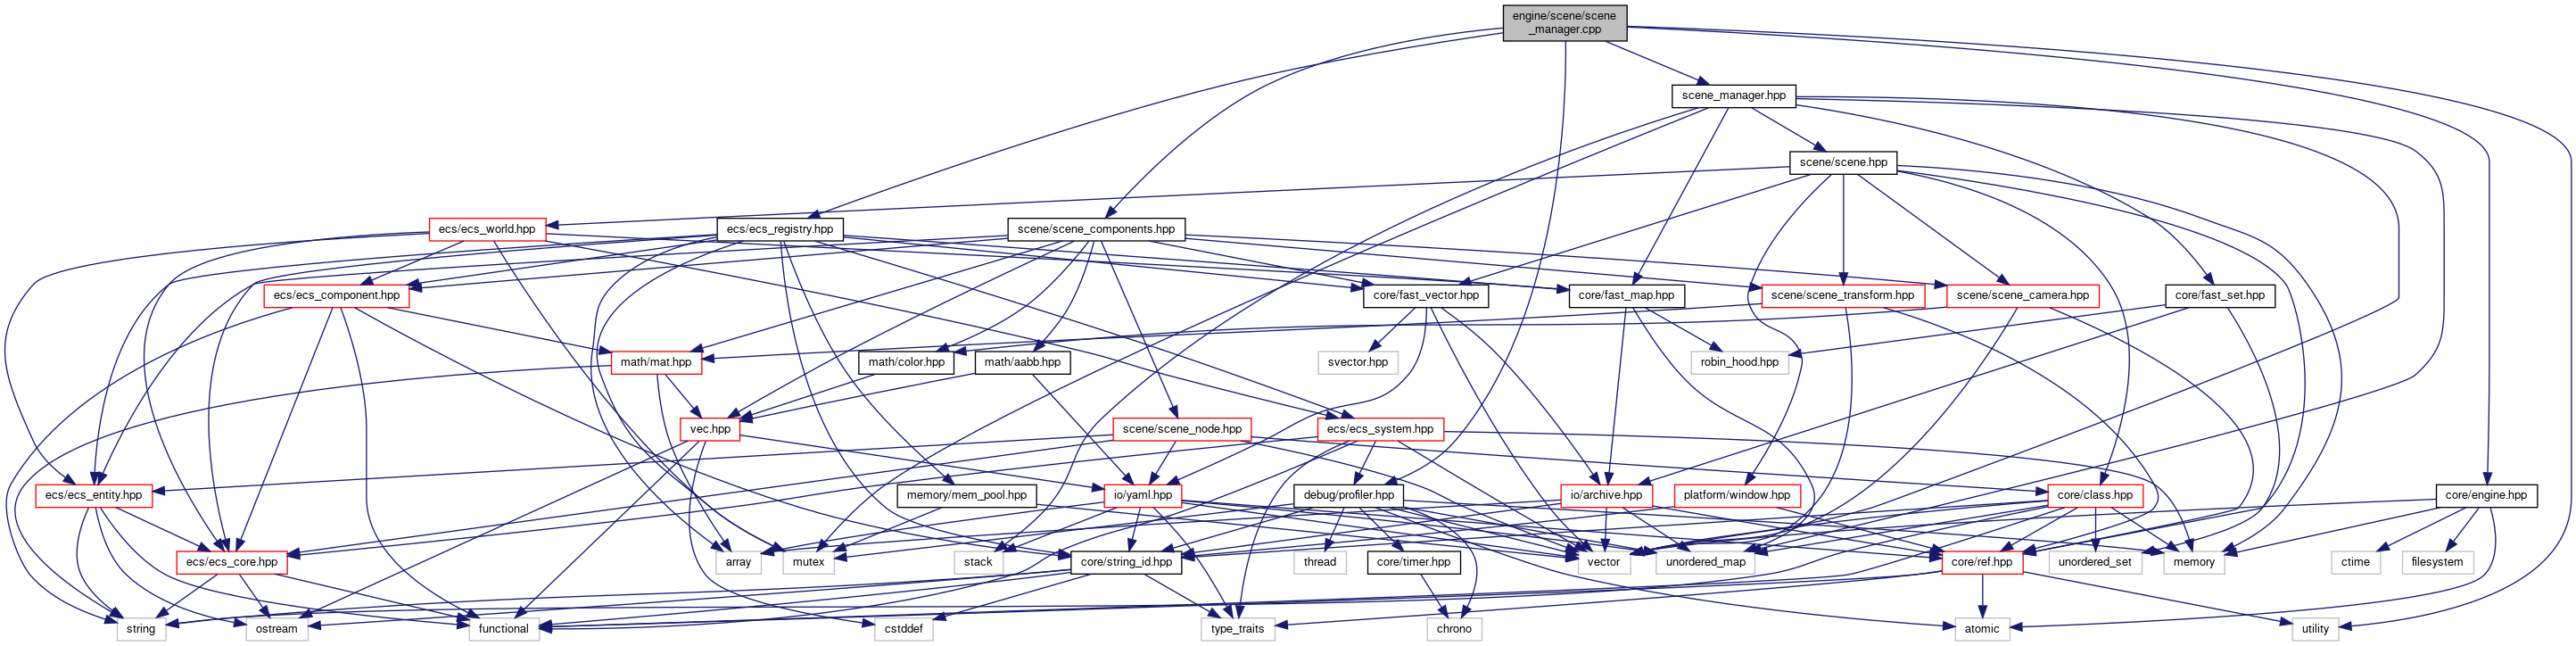 engine/scene/scene
_manager.cpp
scene_manager.hpp
scene/scene.hpp
ecs/ecs_world.hpp
ecs/ecs_registry.hpp
scene/scene_components.hpp
ecs/ecs_component.hpp
core/fast_vector.hpp
core/fast_map.hpp
scene/scene_transform.hpp
scene/scene_camera.hpp
core/fast_set.hpp
math/mat.hpp
math/color.hpp
math/aabb.hpp
svector.hpp
robin_hood.hpp
vec.hpp
scene/scene_node.hpp
ecs/ecs_system.hpp
ecs/ecs_entity.hpp
memory/mem_pool.hpp
io/yaml.hpp
debug/profiler.hpp
io/archive.hpp
platform/window.hpp
core/class.hpp
core/engine.hpp
ecs/ecs_core.hpp
array
mutex
stack
core/string_id.hpp
thread
core/timer.hpp
vector
unordered_map
core/ref.hpp
unordered_set
memory
ctime
filesystem
string
ostream
functional
cstddef
type_traits
chrono
atomic
utility